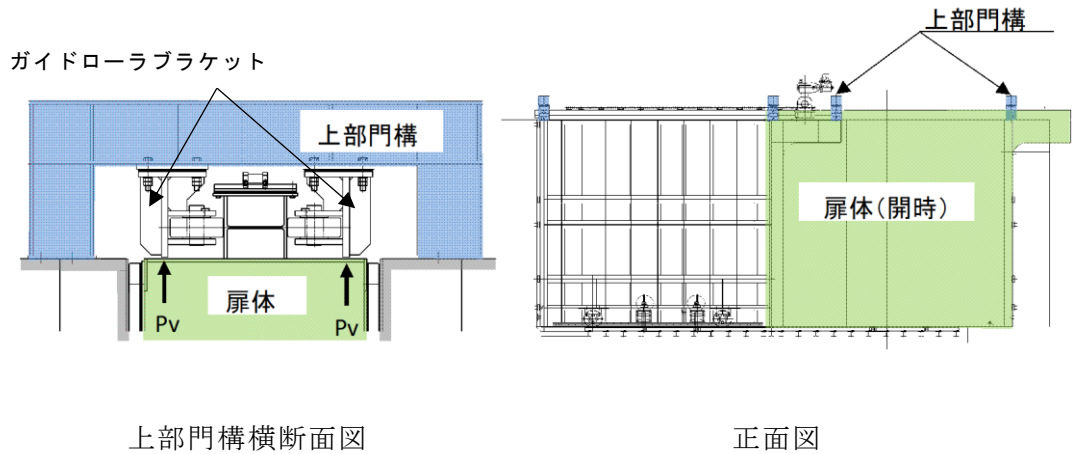 ガイドローラブラケット
上部門構
扉体
Pv
Pv
上部門構横断面図
上部門構
扉体(開時)
正面図